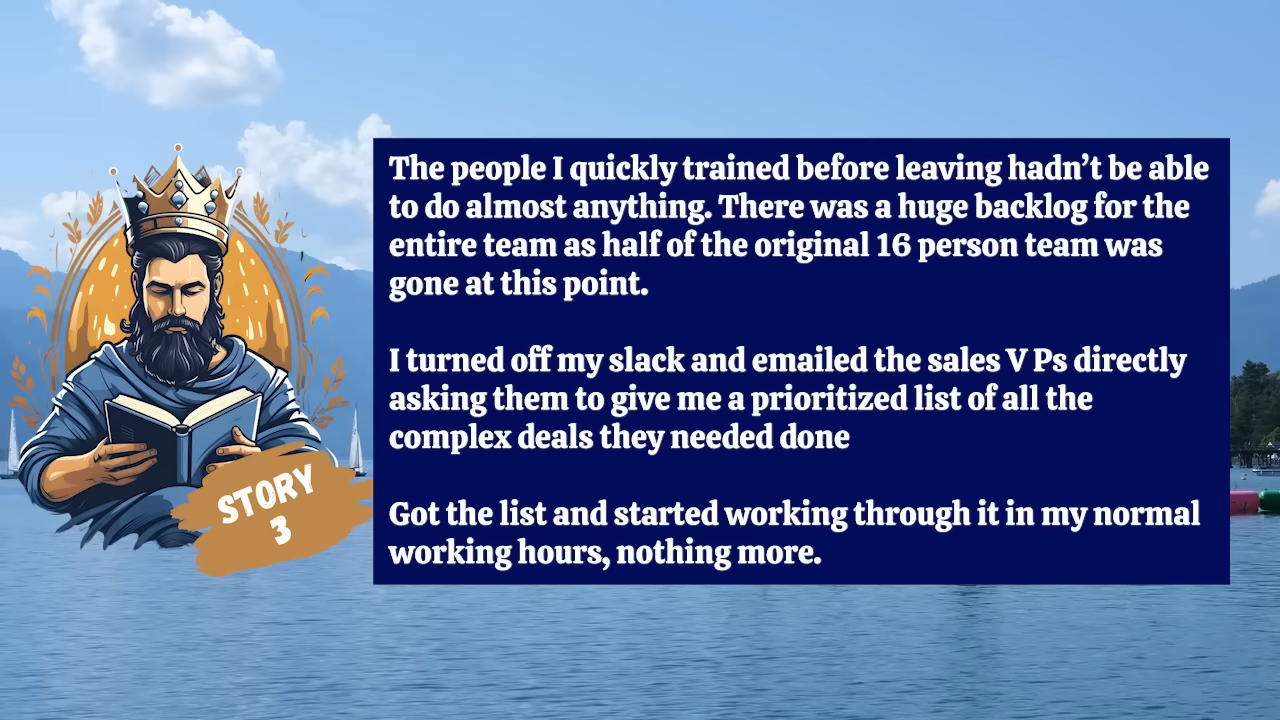 The people I quickly trained before leaving hadn’t be able
to do almost anything. There was a huge backlog for the
entire team as half of the original 16 person team was
gone at this point.
I turned off my slack and emailed the sales V Ps directly
asking them to give me a prioritized list of all the
complex deals they needed done
Got the list and started working through it in my normal
working hours, nothing more.
STORY
3